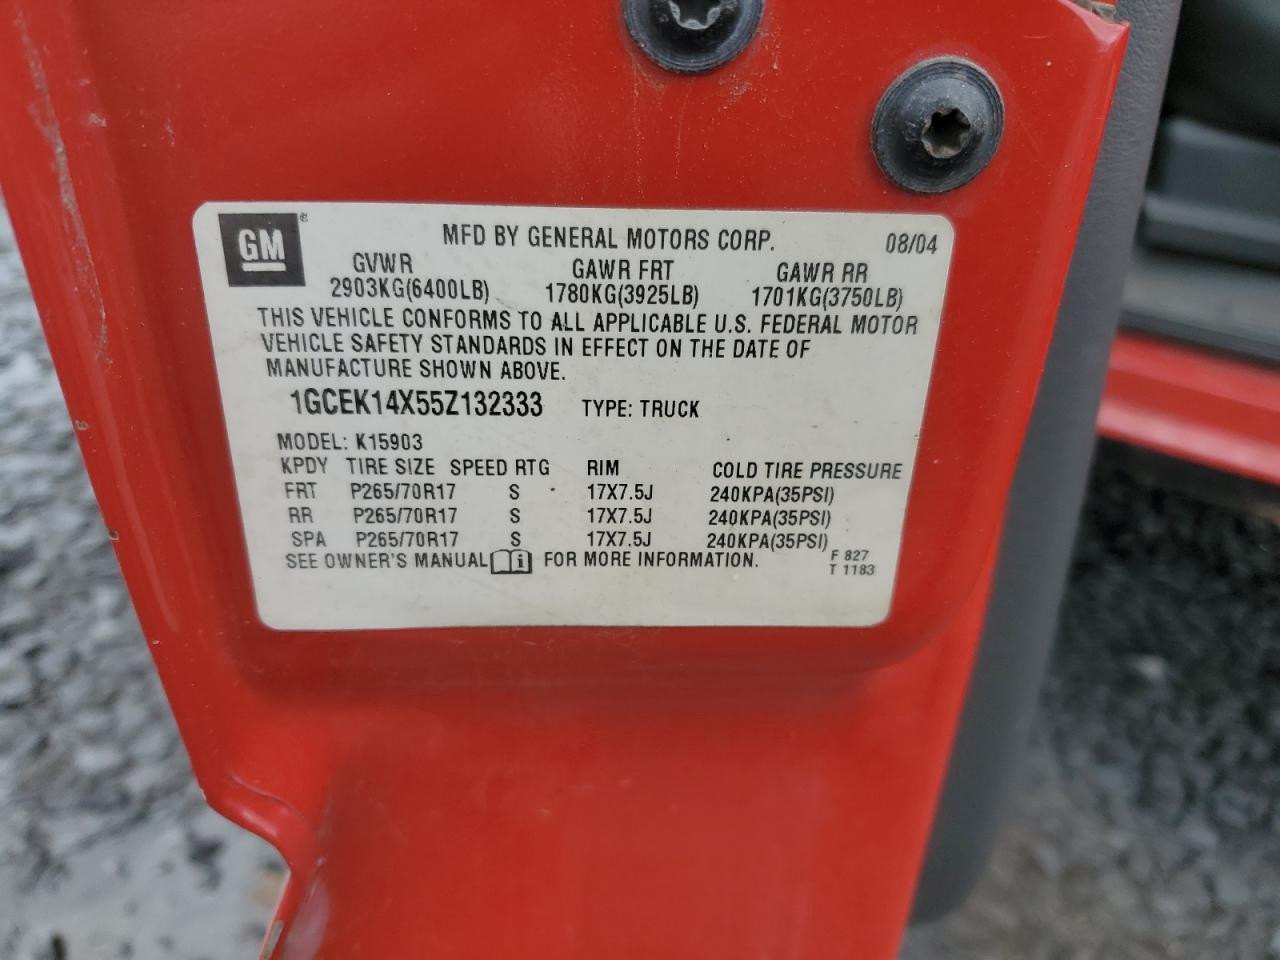 GM® MFD BY GENERAL MOTORS CORP. 08/04
GVWR GAWR FRT GAWR RR
2903KG(6400LB) 1780KG(3925LB) 1701KG(3750LB)
THIS VEHICLE CONFORMS TO ALL APPLICABLE U.S. FEDERAL MOTOR
VEHICLE SAFETY STANDARDS IN EFFECT ON THE DATE OF
MANUFACTURE SHOWN ABOVE.
1GCEK14X55Z132333 TYPE: TRUCK
MODEL: K15903
KPDY TIRE SIZE SPEED RTG RIM COLD TIRE PRESSURE
FRT P265/70R17 S 17X7.5J 240KPA(35PSI)
RR P265/70R17 S 17X7.5J 240KPA(35PSI)
SPA P265/70R17 S 17X7.5J 240KPA(35PSI)
SEE OWNER'S MANUAL i FOR MORE INFORMATION. F 827
T 1183